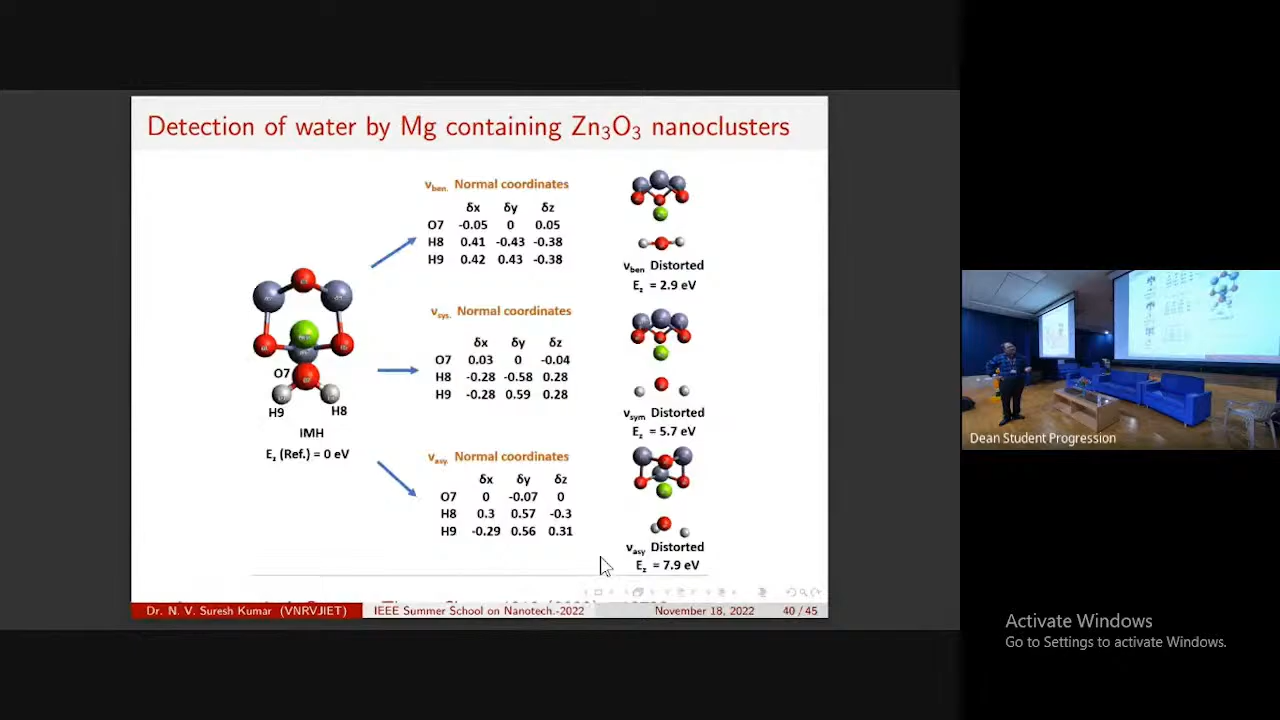 Detection of water by Mg containing Zn₃O₃ nanoclusters
νben. Normal coordinates
δx δy δz
O7 -0.05 0 0.05
H8 0.41 -0.43 -0.38
H9 0.42 0.43 -0.38
νben Distorted
Ez = 2.9 eV
νsys. Normal coordinates
δx δy δz
O7 0.03 0 -0.04
H8 -0.28 -0.58 0.28
H9 -0.28 0.59 0.28
νsym Distorted
Ez = 5.7 eV
O7
H9 H8
IMH
Ez (Ref.) = 0 eV
νasy. Normal coordinates
δx δy δz
O7 0 -0.07 0
H8 0.3 0.57 -0.3
H9 -0.29 0.56 0.31
νasy Distorted
Ez = 7.9 eV
Dr. N. V. Suresh Kumar (VNRVJIET) IEEE Summer School on Nanotech.-2022 November 18, 2022 40 / 45
Dean Student Progression
Activate Windows
Go to Settings to activate Windows.